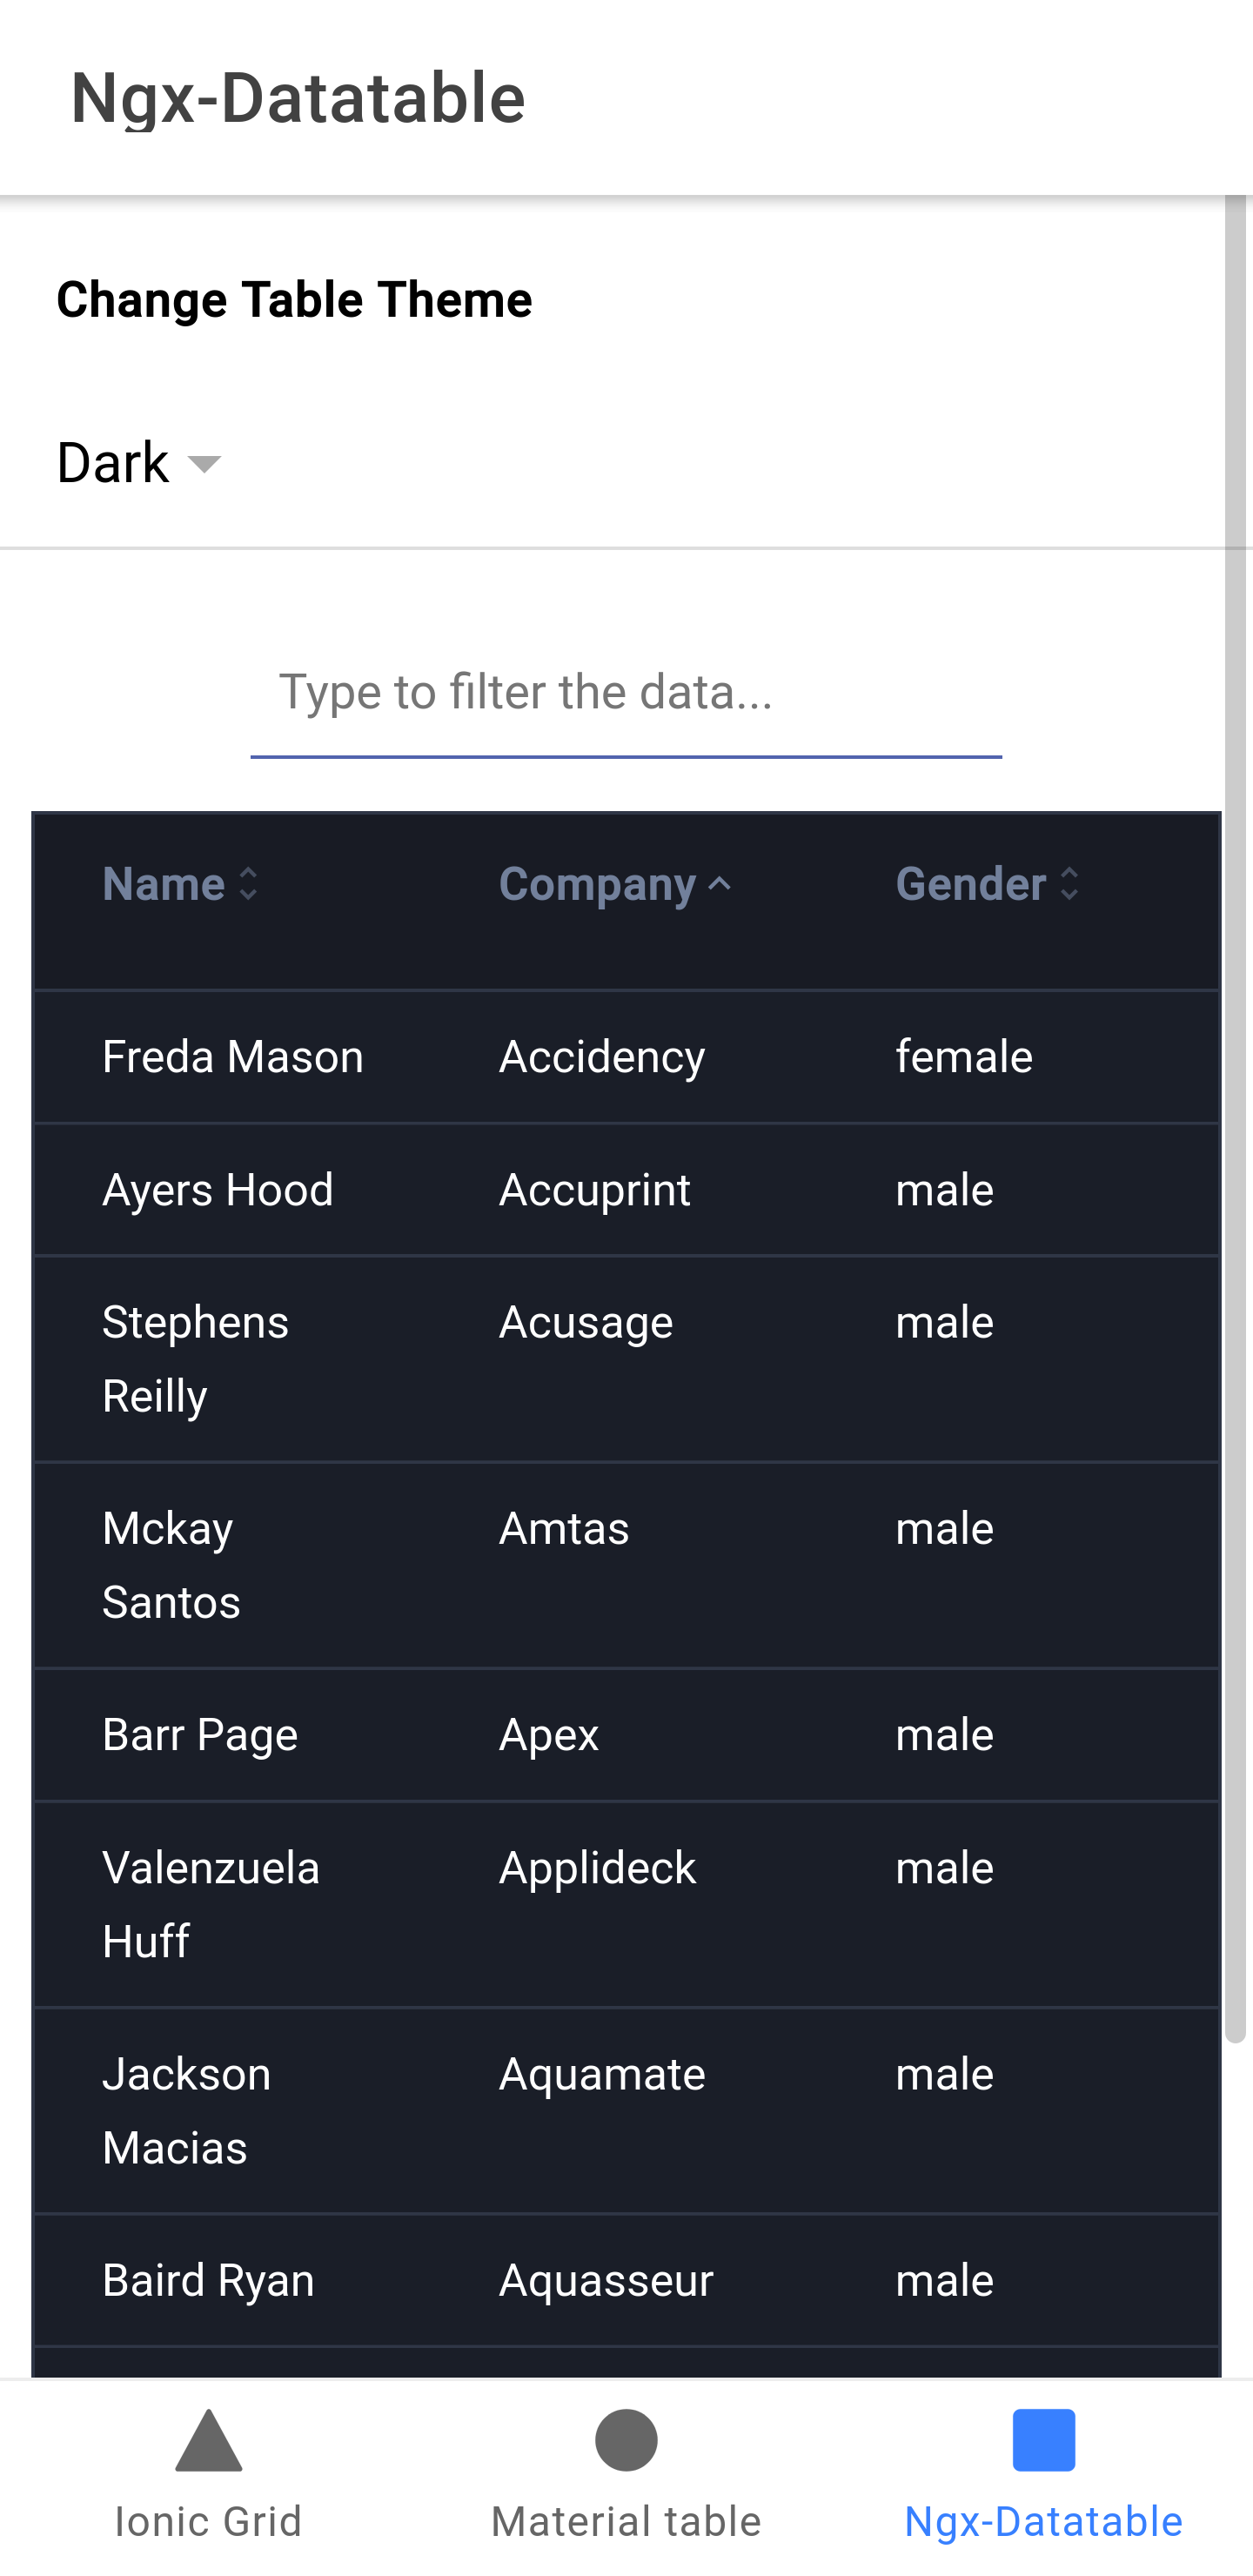 Ngx-Datatable
Change Table Theme
Dark
Type to filter the data...
Name Company Gender
Freda Mason Accidency female
Ayers Hood Accuprint male
Stephens Acusage male
Reilly
Mckay Amtas male
Santos
Barr Page Apex male
Valenzuela Applideck male
Huff
Jackson Aquamate male
Macias
Baird Ryan Aquasseur male
Ionic Grid Material table Ngx-Datatable